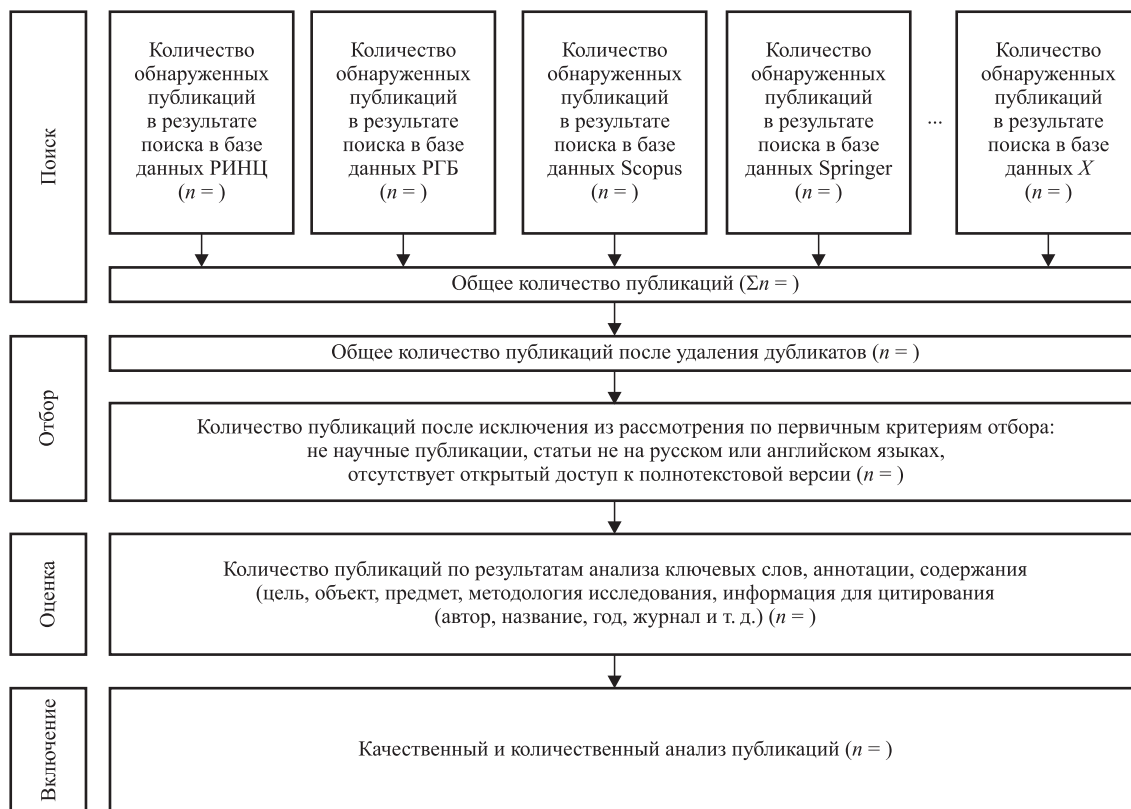 Поиск
Количество
обнаруженных
публикаций
в результате
поиска в базе
данных РИНЦ
(n = )
Количество
обнаруженных
публикаций
в результате
поиска в базе
данных РГБ
(n = )
Количество
обнаруженных
публикаций
в результате
поиска в базе
данных Scopus
(n = )
Количество
обнаруженных
публикаций
в результате
поиска в базе
данных Springer
(n = )
...
Количество
обнаруженных
публикаций
в результате
поиска в базе
данных X
(n = )
Общее количество публикаций (Σn = )
Отбор
Общее количество публикаций после удаления дубликатов (n = )
Количество публикаций после исключения из рассмотрения по первичным критериям отбора:
не научные публикации, статьи не на русском или английском языках,
отсутствует открытый доступ к полнотекстовой версии (n = )
Оценка
Количество публикаций по результатам анализа ключевых слов, аннотации, содержания
(цель, объект, предмет, методология исследования, информация для цитирования
(автор, название, год, журнал и т. д.) (n = )
Включение
Качественный и количественный анализ публикаций (n = )